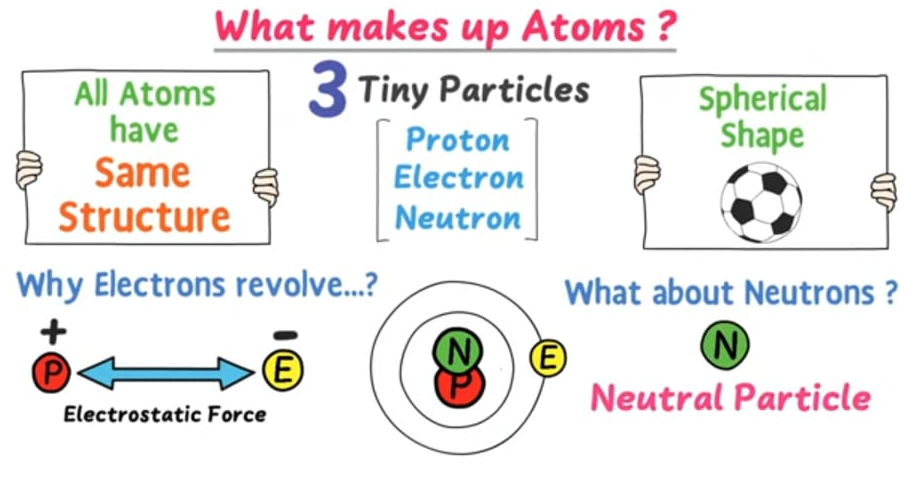 What makes up Atoms ?
All Atoms
have
Same
Structure
3 Tiny Particles
Proton
Electron
Neutron
Spherical
Shape
Why Electrons revolve...?
+ −
P E
Electrostatic Force
N
P
E
What about Neutrons ?
N
Neutral Particle